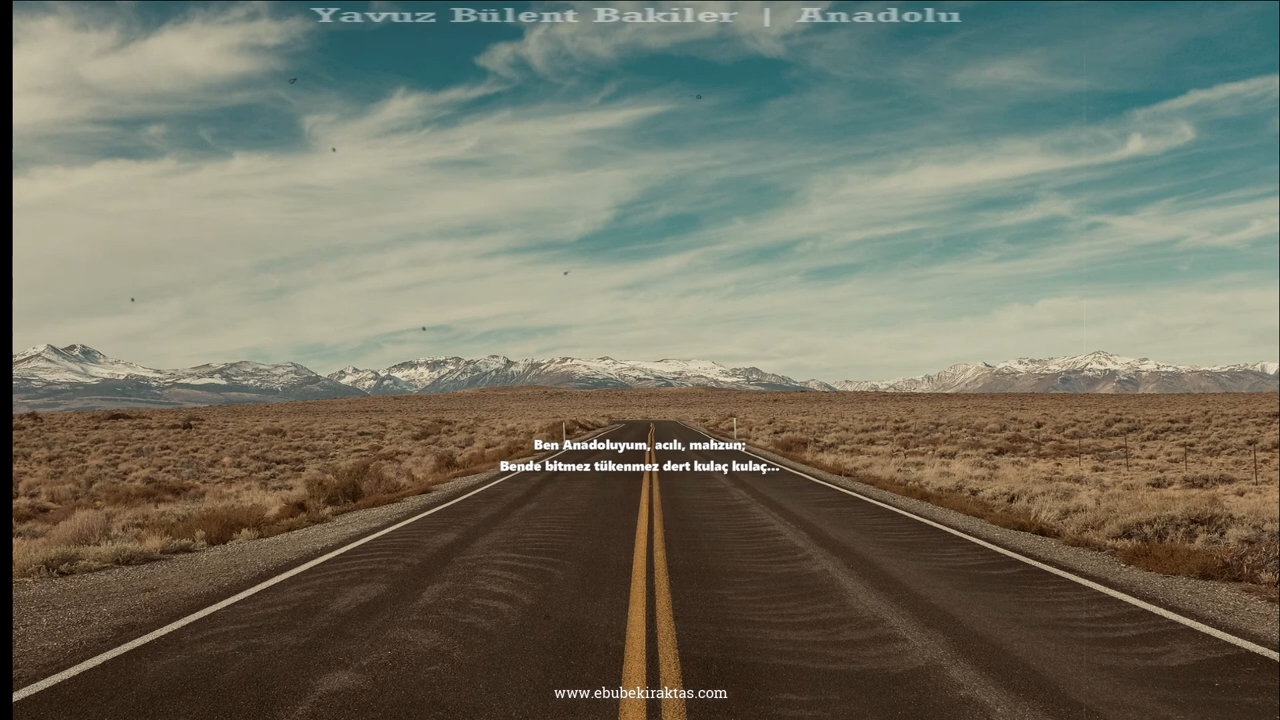 Yavuz Bülent Bakiler | Anadolu
Ben Anadoluyum, acılı, mahzun;
Bende bitmez tükenmez dert kulaç kulaç...
www.ebubekiraktas.com